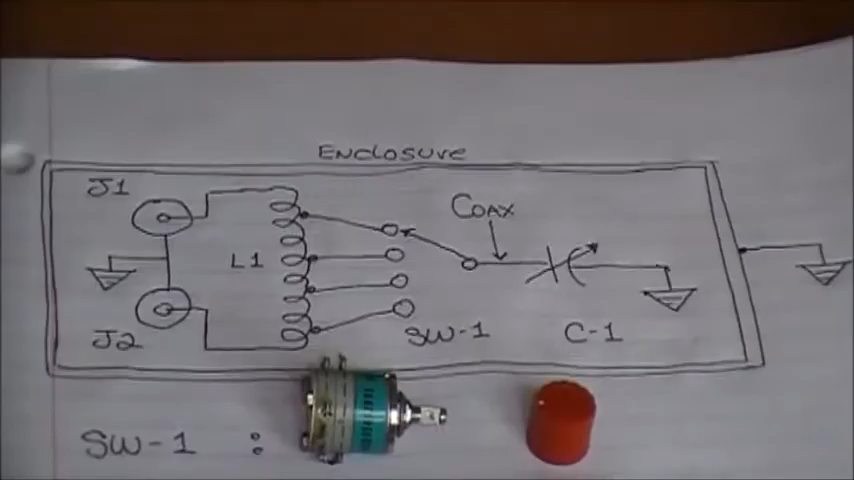 ENCLOSURE
J1
COAX
L1
J2
SW-1
C-1
SW-1 :